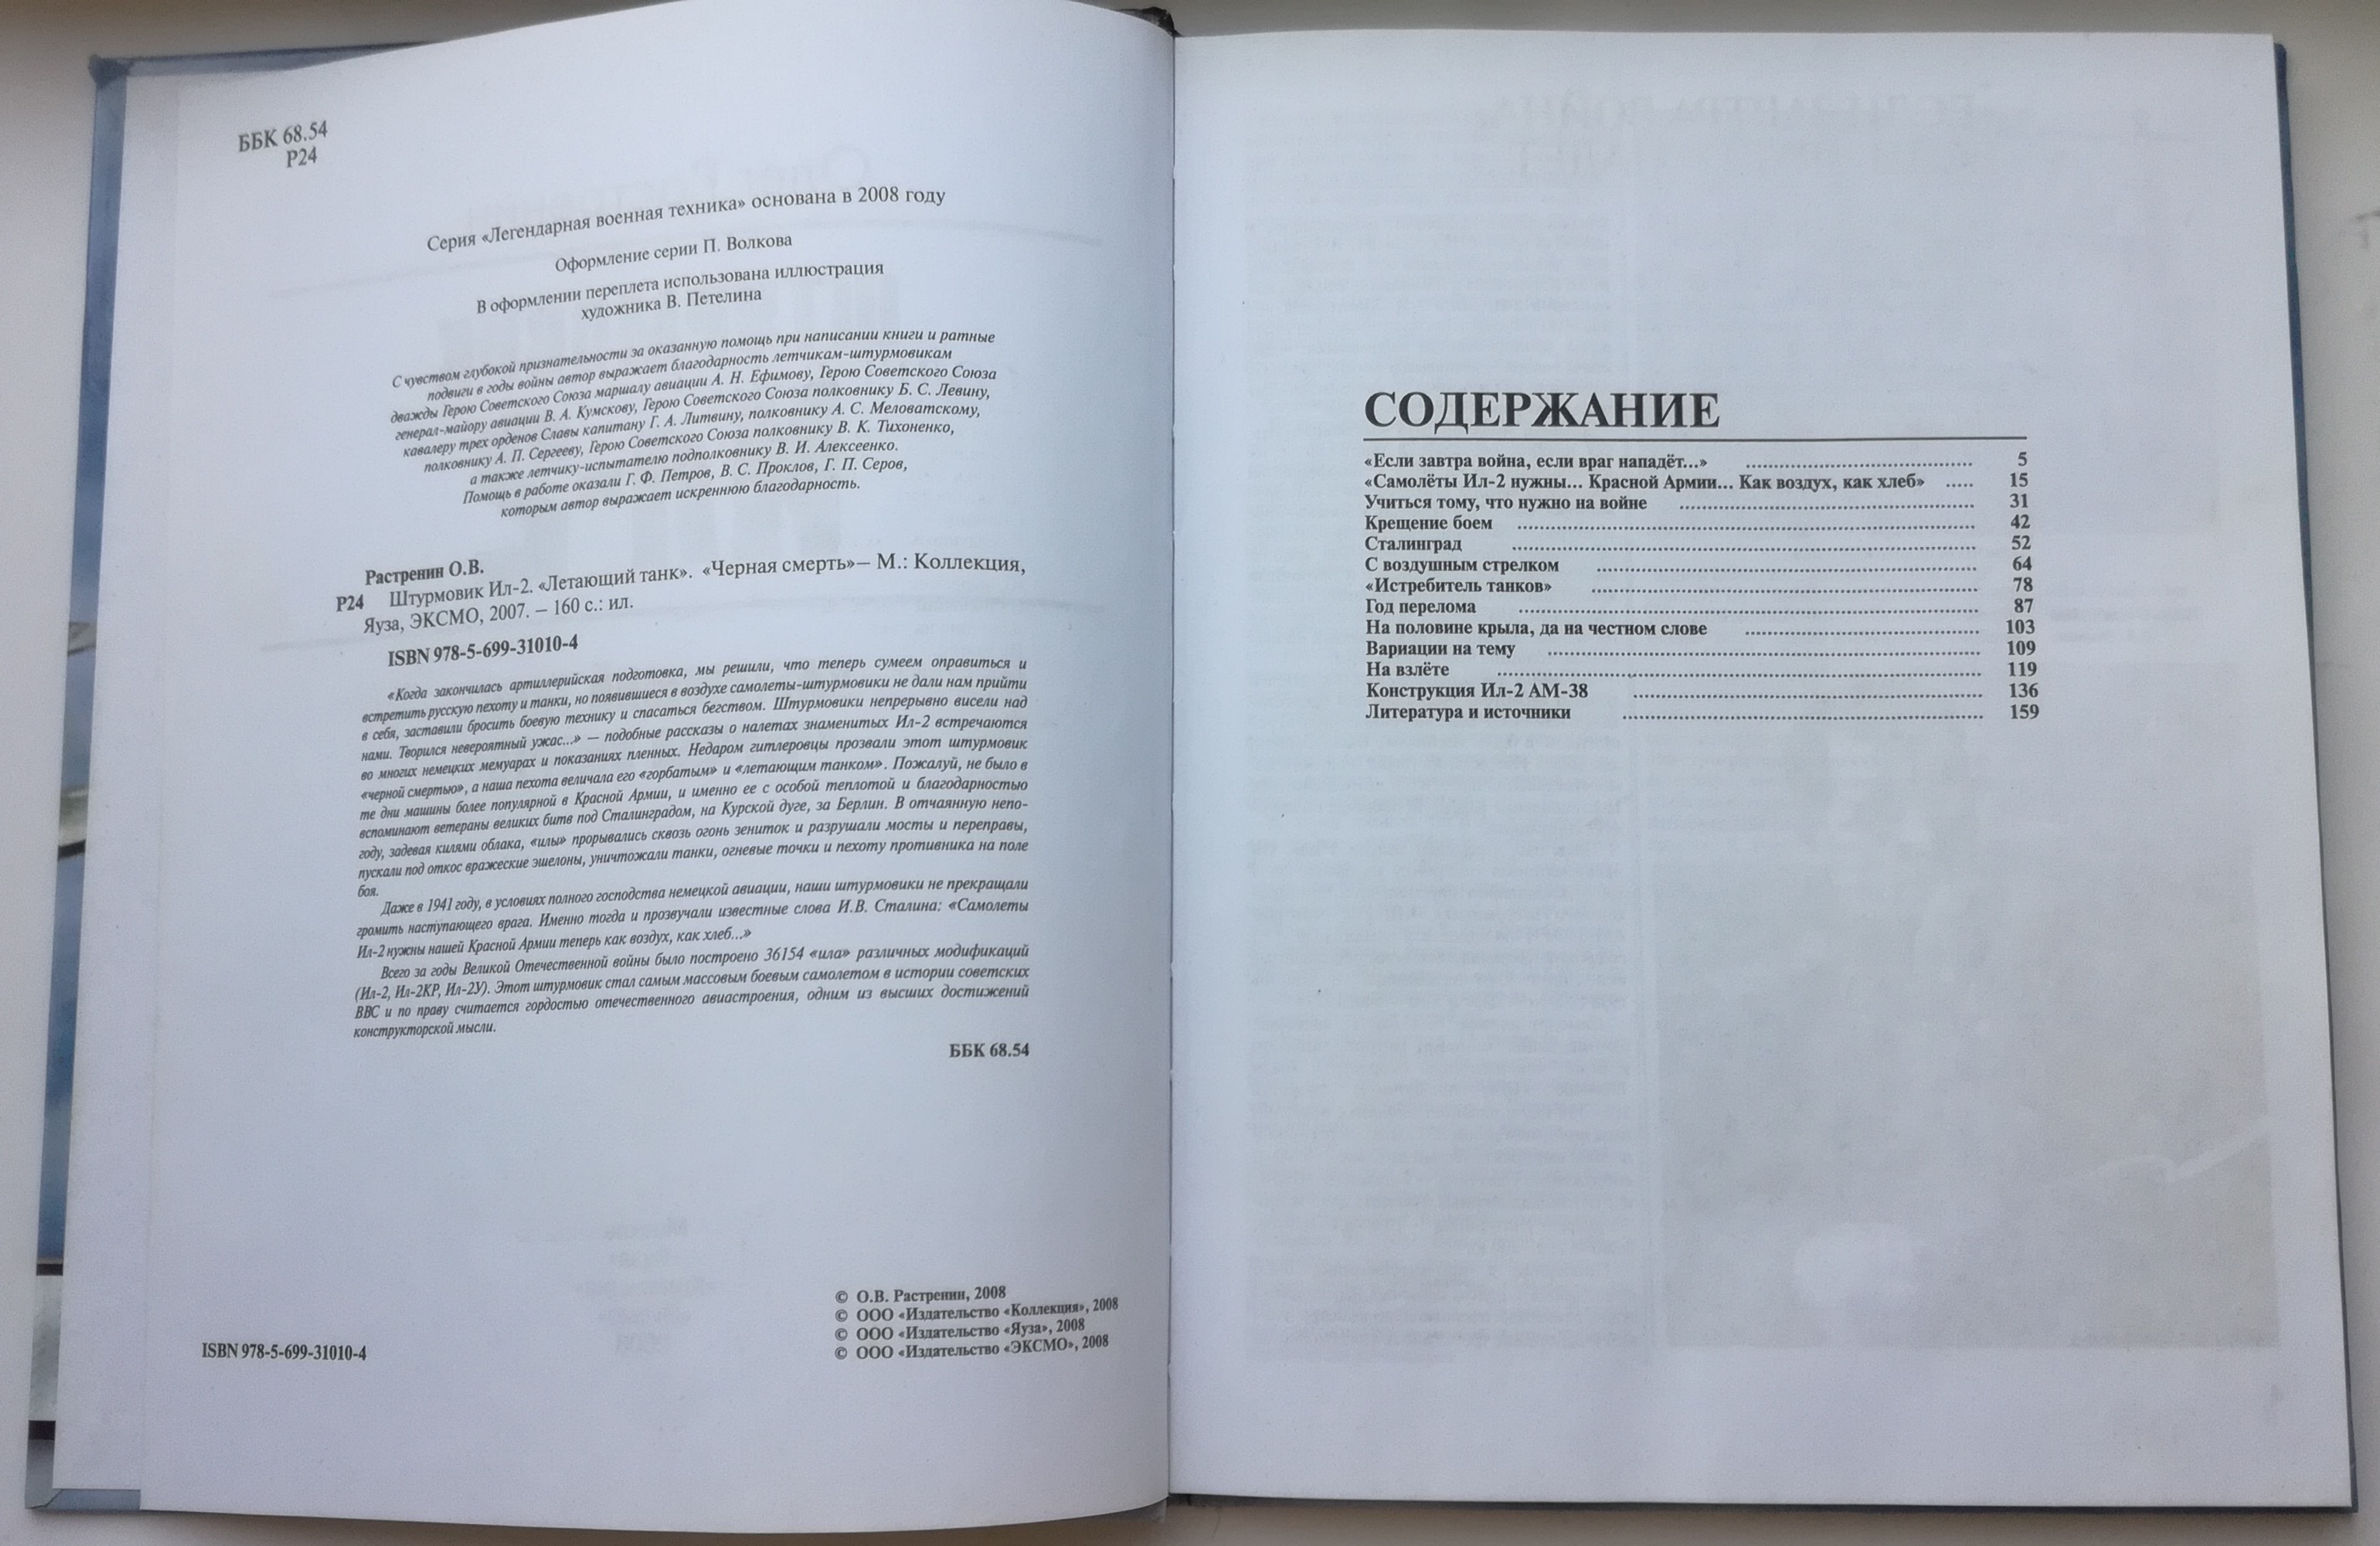 ББК 68.54
Р24
Серия «Легендарная военная техника» основана в 2008 году
Оформление серии П. Волкова
В оформлении переплета использована иллюстрация
художника В. Петелина
С чувством глубокой признательности за оказанную помощь при написании книги и ратные
подвиги в годы войны автор выражает благодарность летчикам-штурмовикам
дважды Герою Советского Союза маршалу авиации А. Н. Ефимову, Герою Советского Союза
генерал-майору авиации В. А. Кумскову, Герою Советского Союза полковнику Б. С. Левину,
кавалеру трех орденов Славы капитану Г. А. Литвину, полковнику А. С. Меловатскому,
полковнику А. П. Сергееву, Герою Советского Союза полковнику В. К. Тихоненко,
а также летчику-испытателю подполковнику В. И. Алексеенко.
Помощь в работе оказали Г. Ф. Петров, В. С. Проклов, Г. П. Серов,
которым автор выражает искреннюю благодарность.
Растренин О.В.
Р24 Штурмовик Ил-2. «Летающий танк». «Черная смерть»– М.: Коллекция,
Яуза, ЭКСМО, 2007. – 160 с.: ил.
ISBN 978-5-699-31010-4
«Когда закончилась артиллерийская подготовка, мы решили, что теперь сумеем оправиться и
встретить русскую пехоту и танки, но появившиеся в воздухе самолеты-штурмовики не дали нам прийти
в себя, заставили бросить боевую технику и спасаться бегством. Штурмовики непрерывно висели над
нами. Творился невероятный ужас...» — подобные рассказы о налетах знаменитых Ил-2 встречаются
во многих немецких мемуарах и показаниях пленных. Недаром гитлеровцы прозвали этот штурмовик
«черной смертью», а наша пехота величала его «горбатым» и «летающим танком». Пожалуй, не было в
те дни машины более популярной в Красной Армии, и именно ее с особой теплотой и благодарностью
вспоминают ветераны великих битв под Сталинградом, на Курской дуге, за Берлин. В отчаянную непо-
году, задевая килями облака, «илы» прорывались сквозь огонь зениток и разрушали мосты и переправы,
пускали под откос вражеские эшелоны, уничтожали танки, огневые точки и пехоту противника на поле
боя.
Даже в 1941 году, в условиях полного господства немецкой авиации, наши штурмовики не прекращали
громить наступающего врага. Именно тогда и прозвучали известные слова И.В. Сталина: «Самолеты
Ил-2 нужны нашей Красной Армии теперь как воздух, как хлеб...»
Всего за годы Великой Отечественной войны было построено 36154 «ила» различных модификаций
(Ил-2, Ил-2КР, Ил-2У). Этот штурмовик стал самым массовым боевым самолетом в истории советских
ВВС и по праву считается гордостью отечественного авиастроения, одним из высших достижений
конструкторской мысли.
ББК 68.54
© О.В. Растренин, 2008
© ООО «Издательство «Коллекция», 2008
© ООО «Издательство «Яуза», 2008
© ООО «Издательство «ЭКСМО», 2008
ISBN 978-5-699-31010-4
СОДЕРЖАНИЕ
«Если завтра война, если враг нападёт...» ........ 5
«Самолёты Ил-2 нужны... Красной Армии... Как воздух, как хлеб» ..... 15
Учиться тому, что нужно на войне ........ 31
Крещение боем ........ 42
Сталинград ........ 52
С воздушным стрелком ........ 64
«Истребитель танков» ........ 78
Год перелома ........ 87
На половине крыла, да на честном слове ........ 103
Вариации на тему ........ 109
На взлёте ........ 119
Конструкция Ил-2 АМ-38 ........ 136
Литература и источники ........ 159